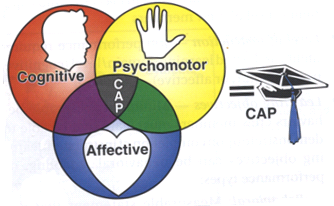 Cognitive
Psychomotor
CAP
Affective
=
CAP